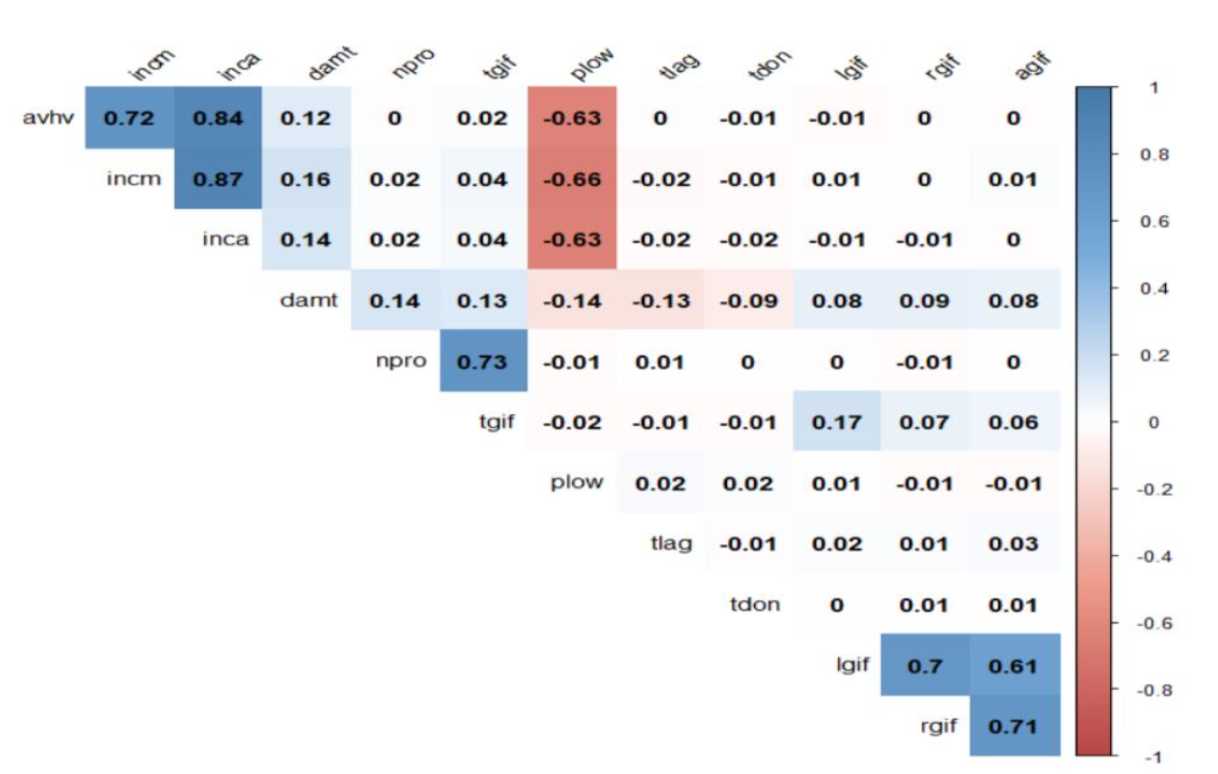 incm inca damt npro tgif plow tlag tdon lgif rgif agif
avhv 0.72 0.84 0.12 0 0.02 -0.63 0 -0.01 -0.01 0 0
incm 0.87 0.16 0.02 0.04 -0.66 -0.02 -0.01 0.01 0 0.01
inca 0.14 0.02 0.04 -0.63 -0.02 -0.02 -0.01 -0.01 0
damt 0.14 0.13 -0.14 -0.13 -0.09 0.08 0.09 0.08
npro 0.73 -0.01 0.01 0 0 -0.01 0
tgif -0.02 -0.01 -0.01 0.17 0.07 0.06
plow 0.02 0.02 0.01 -0.01 -0.01
tlag -0.01 0.02 0.01 0.03
tdon 0 0.01 0.01
lgif 0.7 0.61
rgif 0.71
1
0.8
0.6
0.4
0.2
0
-0.2
-0.4
-0.6
-0.8
-1